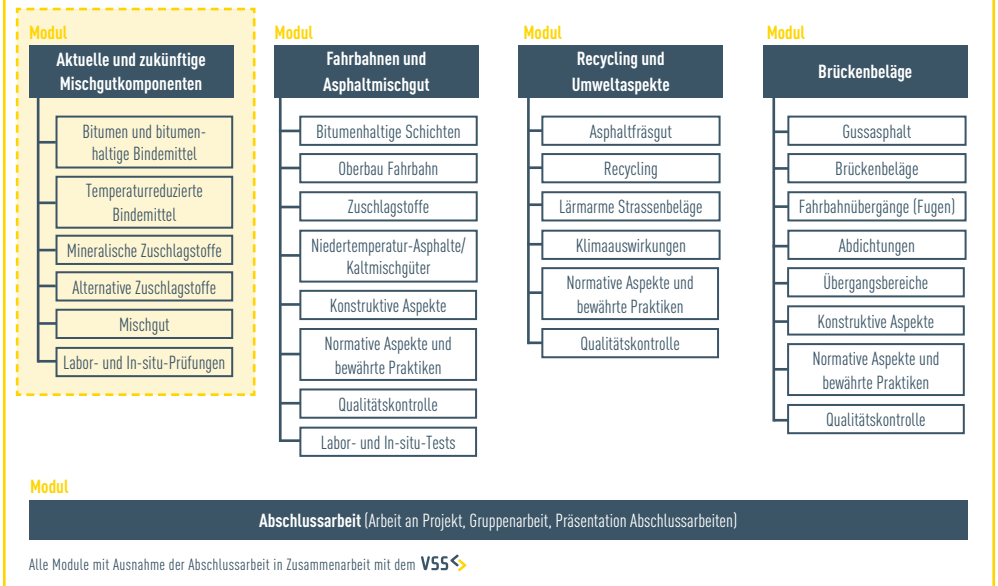 Modul
Aktuelle und zukünftige
Mischgutkomponenten
Bitumen und bitumen-
haltige Bindemittel
Temperaturreduzierte
Bindemittel
Mineralische Zuschlagstoffe
Alternative Zuschlagstoffe
Mischgut
Labor- und In-situ-Prüfungen
Modul
Fahrbahnen und
Asphaltmischgut
Bitumenhaltige Schichten
Oberbau Fahrbahn
Zuschlagstoffe
Niedertemperatur-Asphalte/
Kaltmischgüter
Konstruktive Aspekte
Normative Aspekte und
bewährte Praktiken
Qualitätskontrolle
Labor- und In-situ-Tests
Modul
Recycling und
Umweltaspekte
Asphaltfräsgut
Recycling
Lärmarme Strassenbeläge
Klimaauswirkungen
Normative Aspekte und
bewährte Praktiken
Qualitätskontrolle
Modul
Brückenbeläge
Gussasphalt
Brückenbeläge
Fahrbahnübergänge (Fugen)
Abdichtungen
Übergangsbereiche
Konstruktive Aspekte
Normative Aspekte und
bewährte Praktiken
Qualitätskontrolle
Modul
Abschlussarbeit (Arbeit an Projekt, Gruppenarbeit, Präsentation Abschlussarbeiten)
Alle Module mit Ausnahme der Abschlussarbeit in Zusammenarbeit mit dem VSS